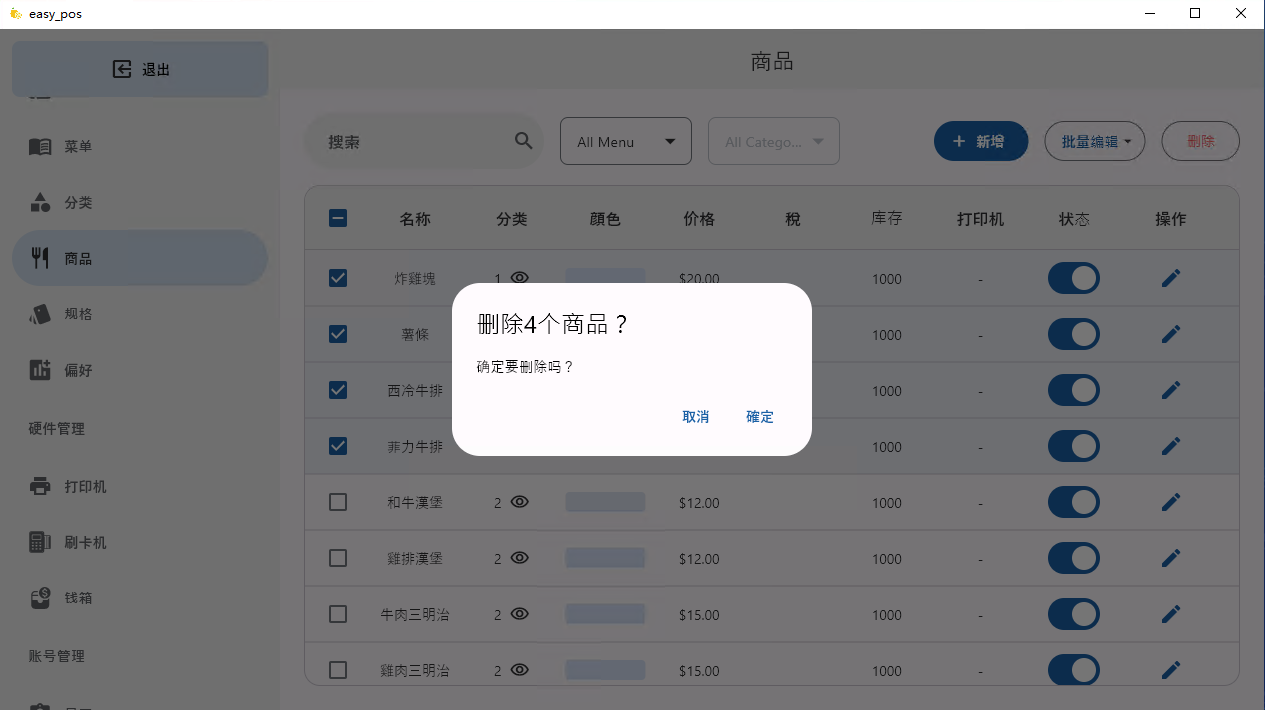 easy_pos
退出
商品
菜单
分类
商品
规格
偏好
硬件管理
打印机
刷卡机
钱箱
账号管理
搜索 All Menu All Catego... + 新增 批量编辑 删除
名称 分类 顏色 价格 稅 库存 打印机 状态 操作
炸雞塊 1 $20.00 1000 -
薯條 1000 -
西冷牛排 1000 -
菲力牛排 1000 -
和牛漢堡 2 $12.00 1000 -
雞排漢堡 2 $12.00 1000 -
牛肉三明治 2 $15.00 1000 -
雞肉三明治 2 $15.00 1000 -
删除4个商品？
确定要删除吗？
取消 確定